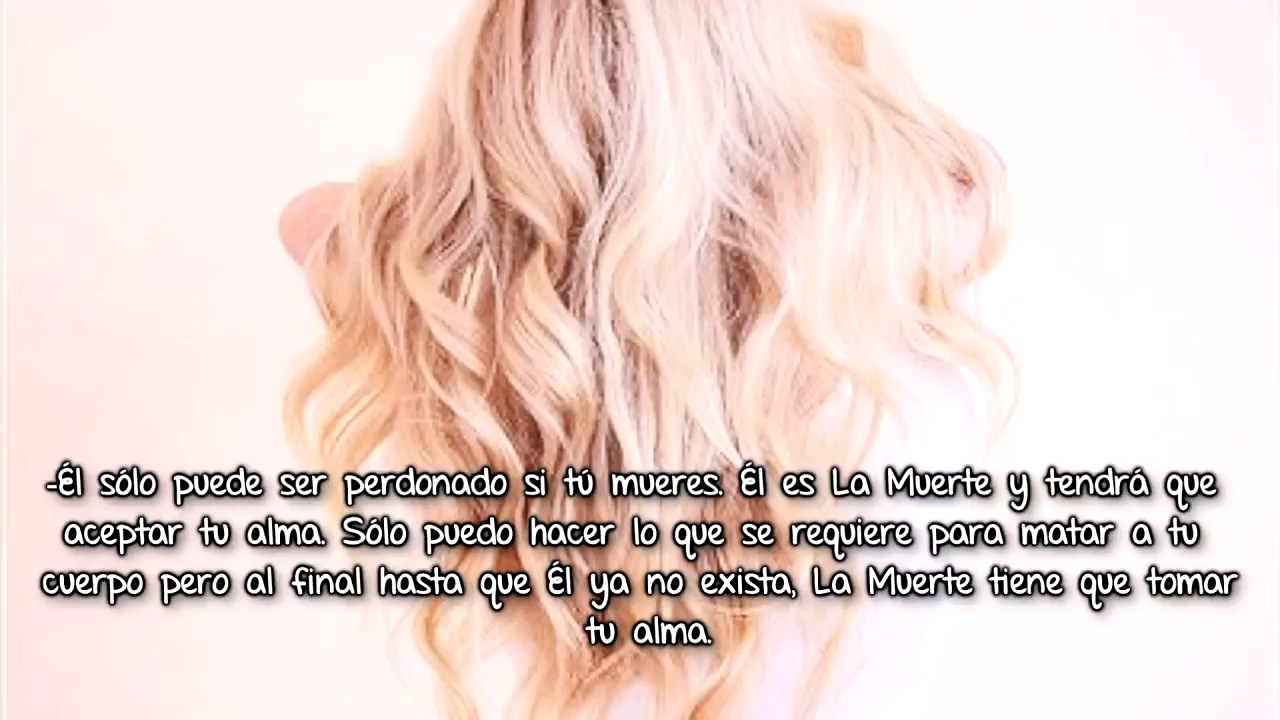 -Él sólo puede ser perdonado si tú mueres. Él es La Muerte y tendrá que
aceptar tu alma. Sólo puedo hacer lo que se requiere para matar a tu
cuerpo pero al final hasta que Él ya no exista, La Muerte tiene que tomar
tu alma.